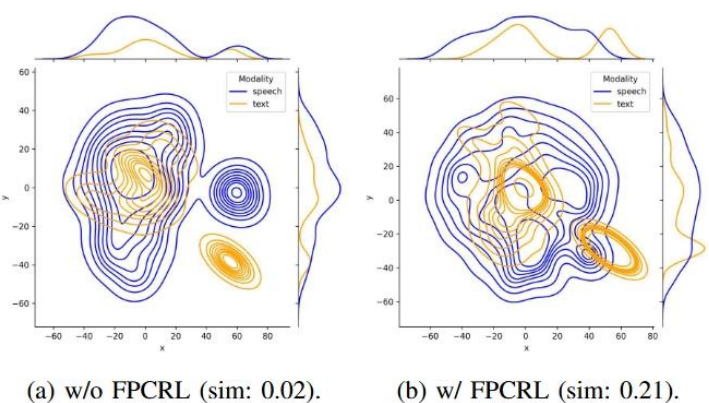 Modality
speech
text
60
40
20
0
−20
−40
−60
y
−60 −40 −20 0 20 40 60 80
x
Modality
speech
text
60
40
20
0
−20
−40
−60
y
−60 −40 −20 0 20 40 60 80
x
(a) w/o FPCRL (sim: 0.02).
(b) w/ FPCRL (sim: 0.21).